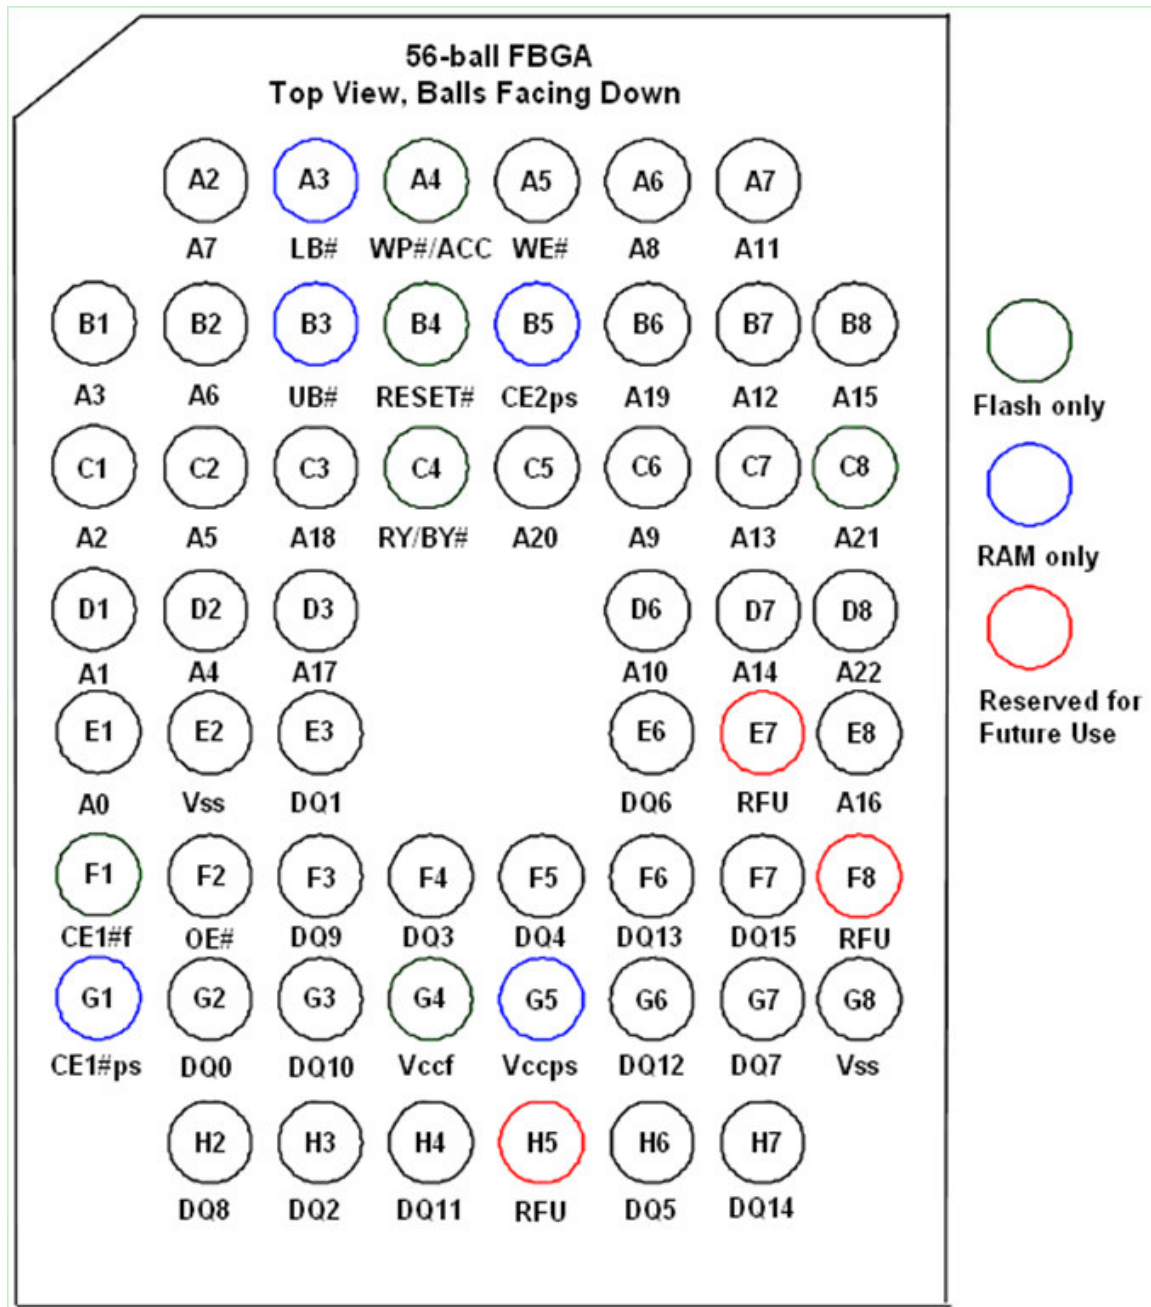 56-ball FBGA
Top View, Balls Facing Down
A2 A3 A4 A5 A6 A7
A7 LB# WP#/ACC WE# A8 A11
B1 B2 B3 B4 B5 B6 B7 B8
A3 A6 UB# RESET# CE2ps A19 A12 A15
C1 C2 C3 C4 C5 C6 C7 C8
A2 A5 A18 RY/BY# A20 A9 A13 A21
D1 D2 D3 D6 D7 D8
A1 A4 A17 A10 A14 A22
E1 E2 E3 E6 E7 E8
A0 Vss DQ1 DQ6 RFU A16
F1 F2 F3 F4 F5 F6 F7 F8
CE1#f OE# DQ9 DQ3 DQ4 DQ13 DQ15 RFU
G1 G2 G3 G4 G5 G6 G7 G8
CE1#ps DQ0 DQ10 Vccf Vccps DQ12 DQ7 Vss
H2 H3 H4 H5 H6 H7
DQ8 DQ2 DQ11 RFU DQ5 DQ14
Flash only
RAM only
Reserved for
Future Use